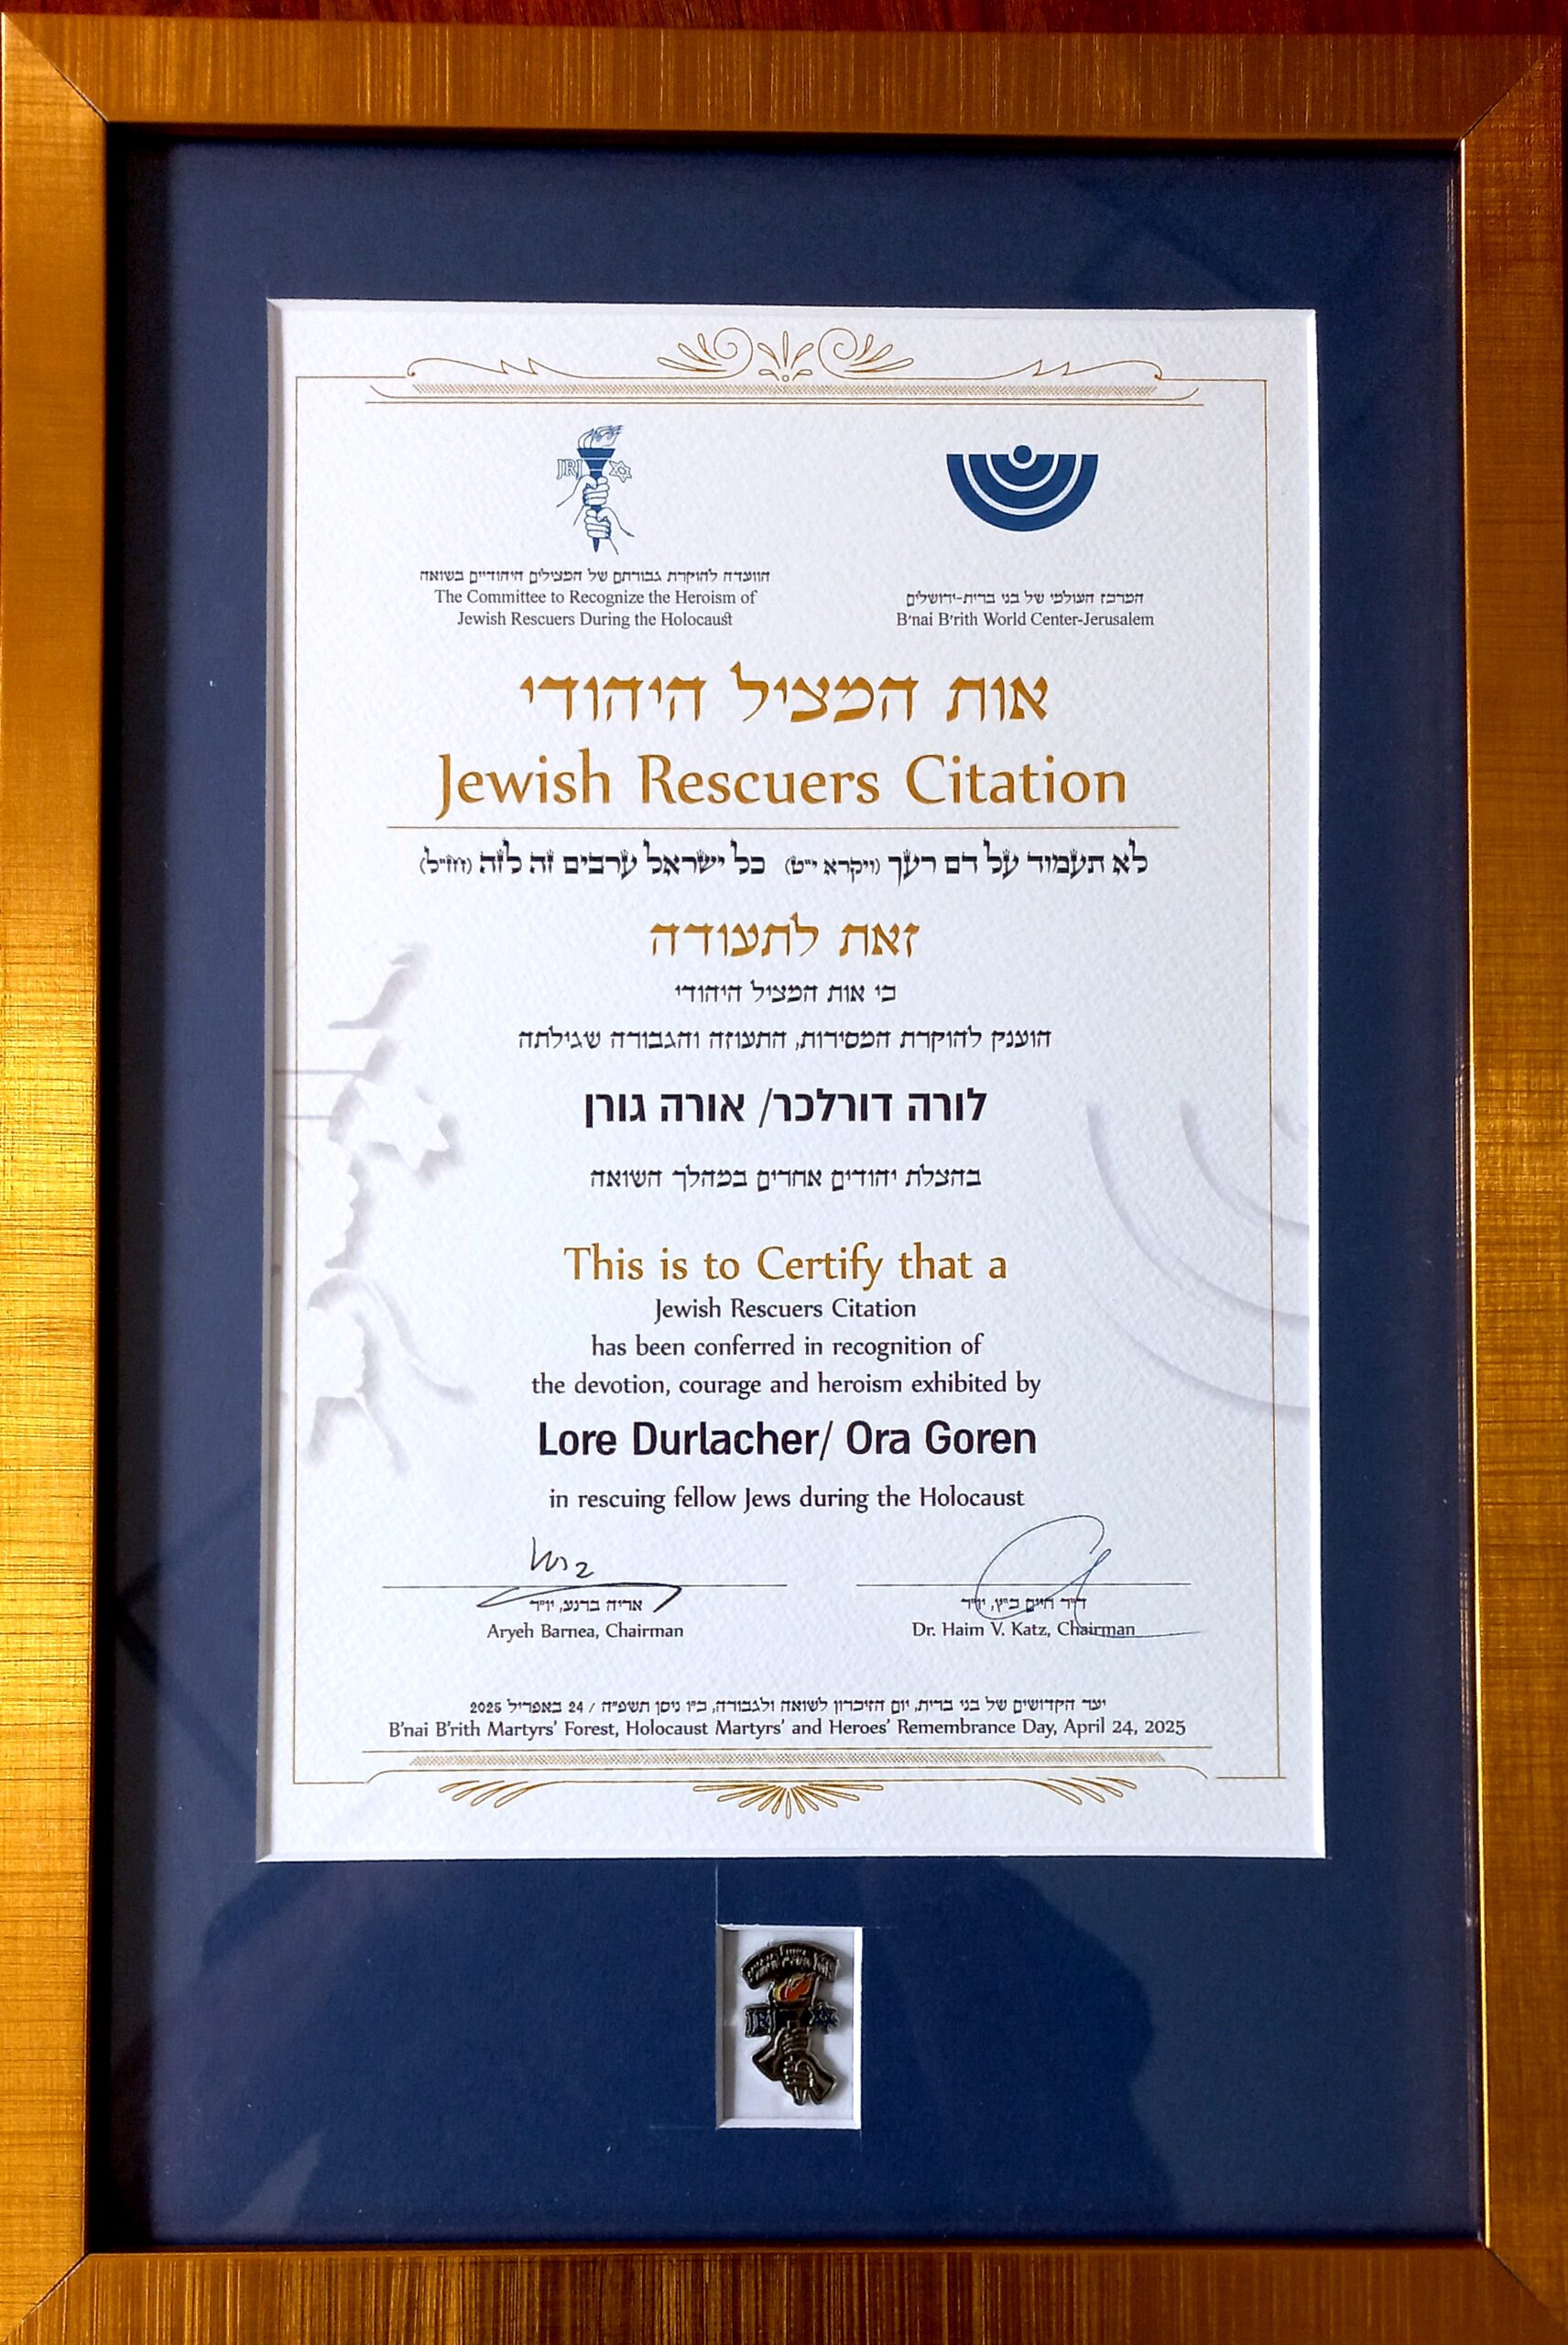 JRJ
הוועדה להוקרת גבורתם של המצילים היהודיים בשואה
The Committee to Recognize the Heroism of
Jewish Rescuers During the Holocaust
המרכז העולמי של בני ברית-ירושלים
B'nai B'rith World Center-Jerusalem
אות המציל היהודי
Jewish Rescuers Citation
לא תעמוד על דם רעך (ויקרא י"ט) כל ישראל ערבים זה לזה (חז"ל)
זאת לתעודה
כי אות המציל היהודי
הוענק להוקרת המסירות, התעוזה והגבורה שגילתה
לורה דורלכר/ אורה גורן
בהצלת יהודים אחרים במהלך השואה
This is to Certify that a
Jewish Rescuers Citation
has been conferred in recognition of
the devotion, courage and heroism exhibited by
Lore Durlacher/ Ora Goren
in rescuing fellow Jews during the Holocaust
אריה ברנע, יו"ר
Aryeh Barnea, Chairman
ד"ר חיים כ"ץ, יו"ר
Dr. Haim V. Katz, Chairman
יער הקדושים של בני ברית, יום הזיכרון לשואה ולגבורה, כ"ו ניסן תשפ"ה / 24 באפריל 2025
B'nai B'rith Martyrs' Forest, Holocaust Martyrs' and Heroes' Remembrance Day, April 24, 2025
JRJ